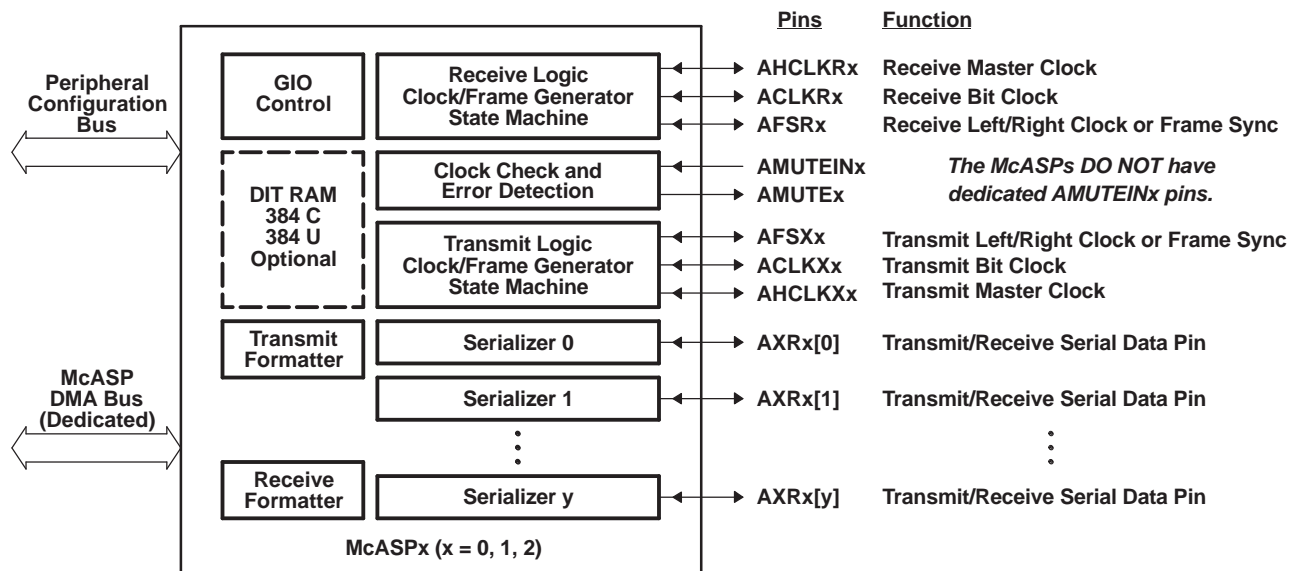 Pins Function
Peripheral
Configuration
Bus
GIO
Control
Receive Logic
Clock/Frame Generator
State Machine
AHCLKRx Receive Master Clock
ACLKRx Receive Bit Clock
AFSRx Receive Left/Right Clock or Frame Sync
DIT RAM
384 C
384 U
Optional
Clock Check and
Error Detection
AMUTEINx
AMUTEx
The McASPs DO NOT have
dedicated AMUTEINx pins.
Transmit Logic
Clock/Frame Generator
State Machine
AFSXx Transmit Left/Right Clock or Frame Sync
ACLKXx Transmit Bit Clock
AHCLKXx Transmit Master Clock
Transmit
Formatter
Serializer 0
AXRx[0] Transmit/Receive Serial Data Pin
McASP
DMA Bus
(Dedicated)
Serializer 1
AXRx[1] Transmit/Receive Serial Data Pin
Receive
Formatter
Serializer y
AXRx[y] Transmit/Receive Serial Data Pin
McASPx (x = 0, 1, 2)